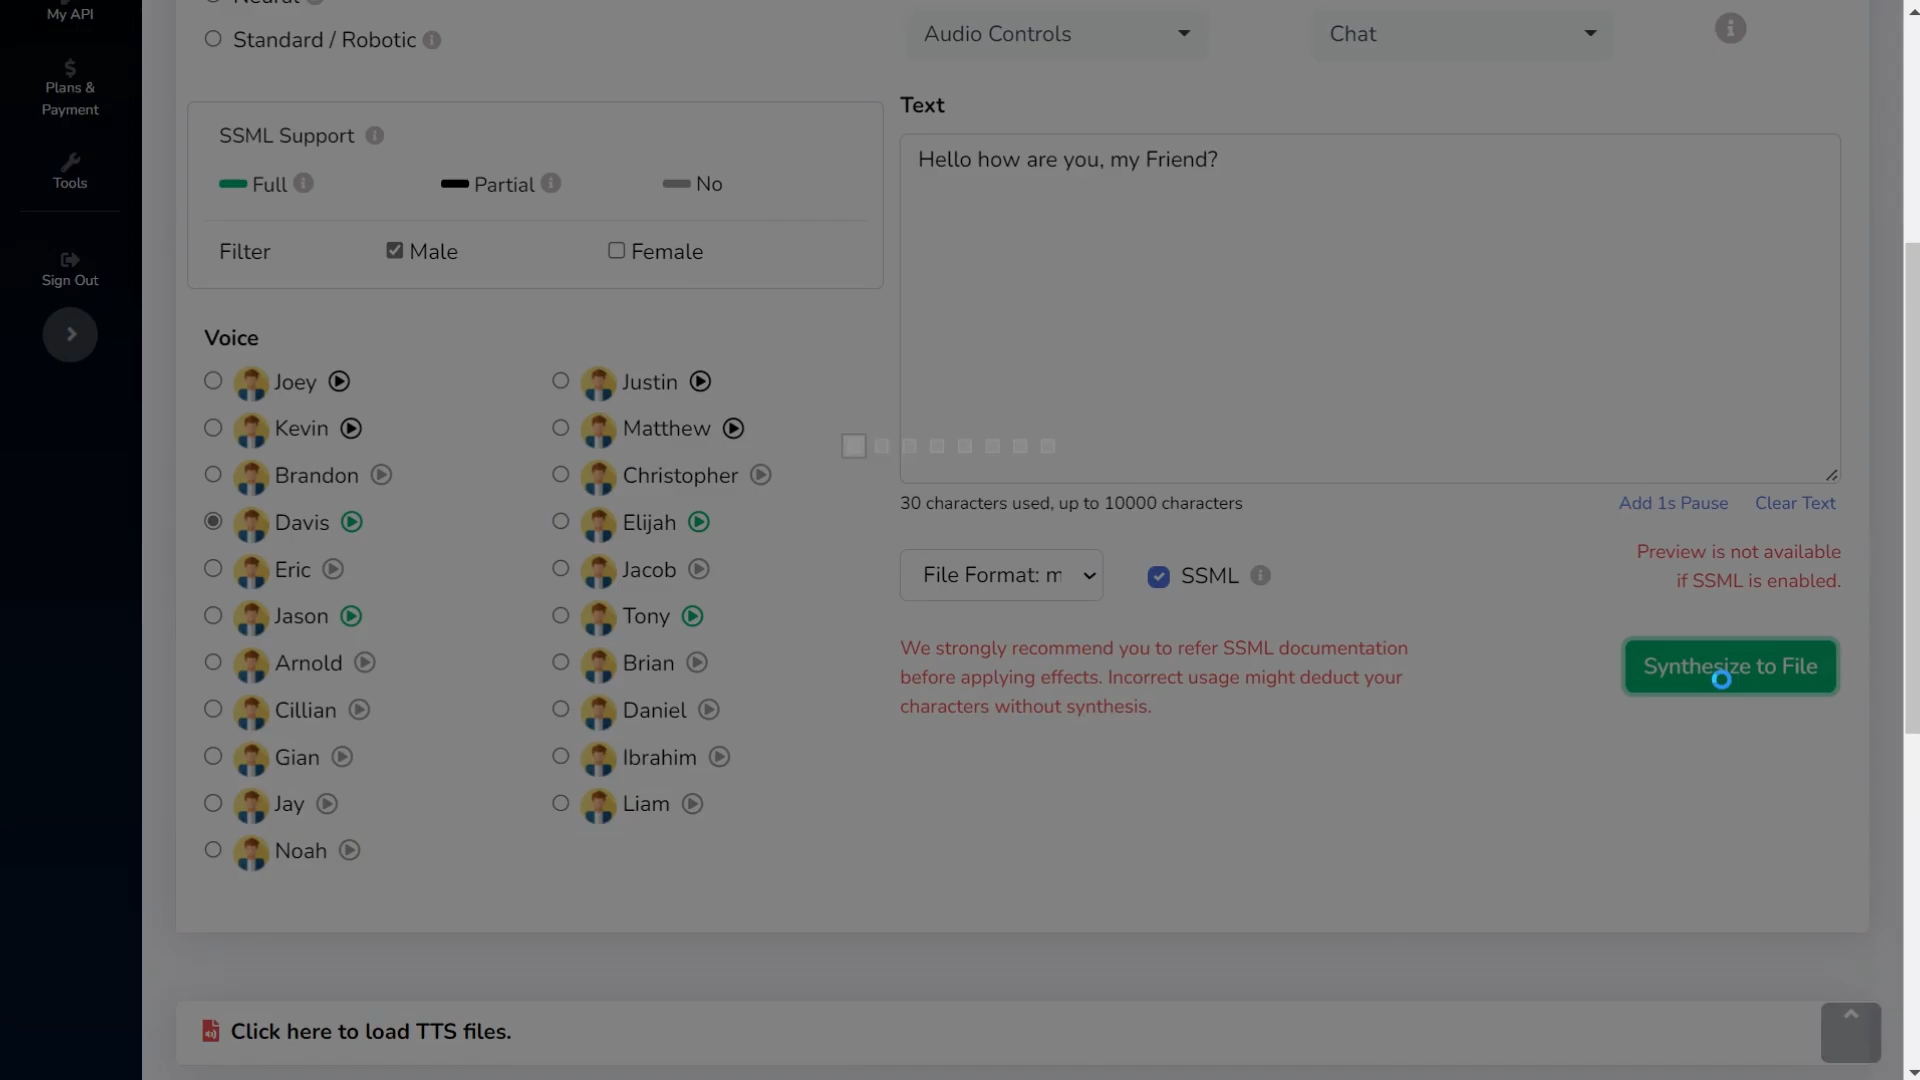 My API
Plans &
Payment
Tools
Sign Out
Neural
Standard / Robotic
Audio Controls
Chat
SSML Support
Full
Partial
No
Filter
Male
Female
Voice
Joey
Justin
Kevin
Matthew
Brandon
Christopher
Davis
Elijah
Eric
Jacob
Jason
Tony
Arnold
Brian
Cillian
Daniel
Gian
Ibrahim
Jay
Liam
Noah
Text
Hello how are you, my Friend?
30 characters used, up to 10000 characters
Add 1s Pause
Clear Text
Preview is not available
if SSML is enabled.
File Format: m
SSML
We strongly recommend you to refer SSML documentation
before applying effects. Incorrect usage might deduct your
characters without synthesis.
Synthesize to File
Click here to load TTS files.